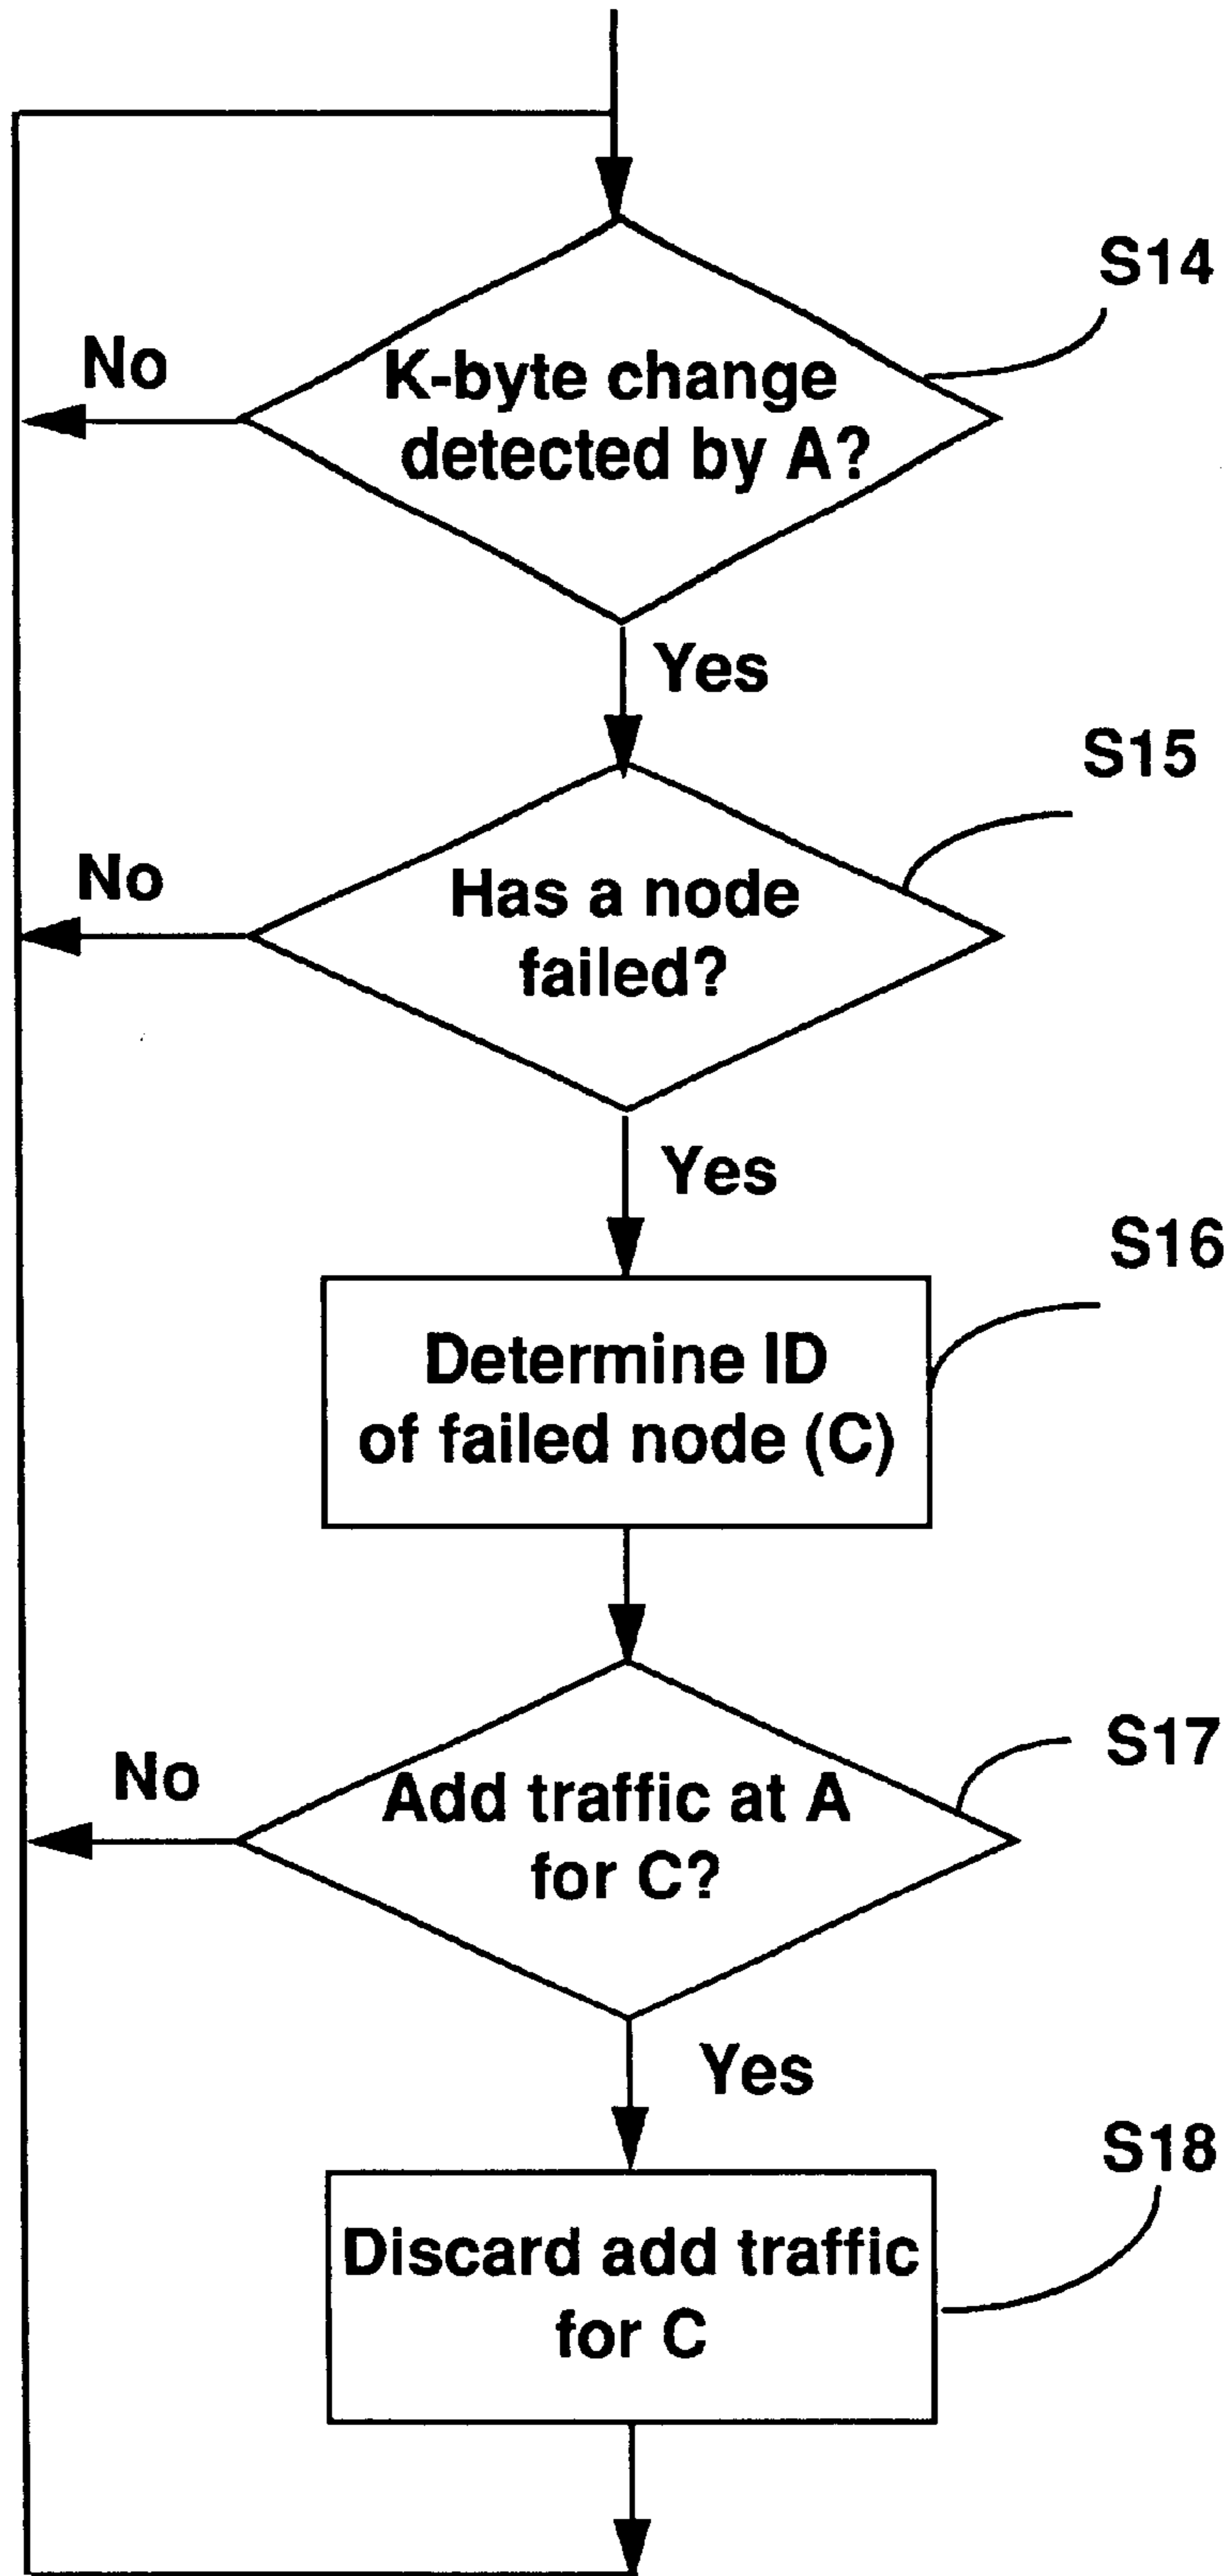 S14
No
K-byte change
detected by A?
Yes
S15
No
Has a node
failed?
Yes
S16
Determine ID
of failed node (C)
S17
No
Add traffic at A
for C?
Yes
S18
Discard add traffic
for C